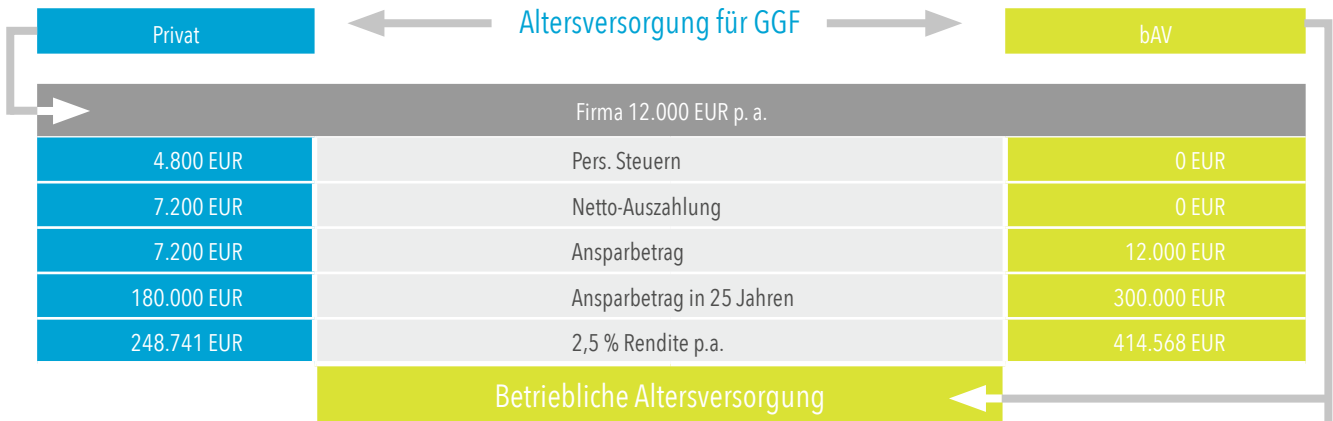 Privat Altersversorgung für GGF bAV
Firma 12.000 EUR p. a.
4.800 EUR Pers. Steuern 0 EUR
7.200 EUR Netto-Auszahlung 0 EUR
7.200 EUR Ansparbetrag 12.000 EUR
180.000 EUR Ansparbetrag in 25 Jahren 300.000 EUR
248.741 EUR 2,5 % Rendite p.a. 414.568 EUR
Betriebliche Altersversorgung